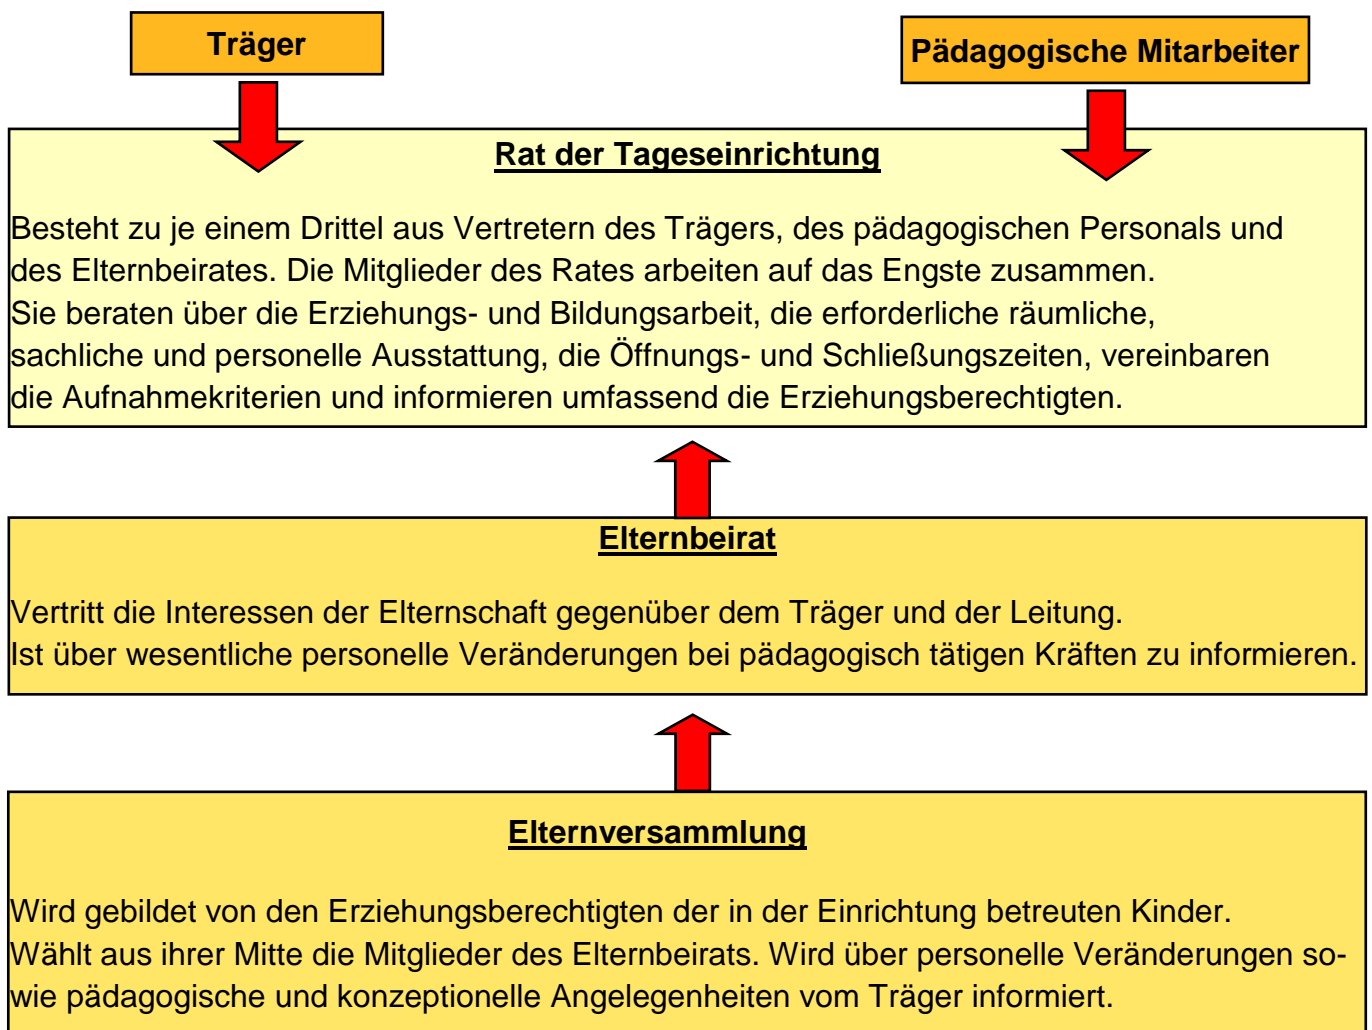 Träger
Pädagogische Mitarbeiter
Rat der Tageseinrichtung
Besteht zu je einem Drittel aus Vertretern des Trägers, des pädagogischen Personals und
des Elternbeirates. Die Mitglieder des Rates arbeiten auf das Engste zusammen.
Sie beraten über die Erziehungs- und Bildungsarbeit, die erforderliche räumliche,
sachliche und personelle Ausstattung, die Öffnungs- und Schließungszeiten, vereinbaren
die Aufnahmekriterien und informieren umfassend die Erziehungsberechtigten.
Elternbeirat
Vertritt die Interessen der Elternschaft gegenüber dem Träger und der Leitung.
Ist über wesentliche personelle Veränderungen bei pädagogisch tätigen Kräften zu informieren.
Elternversammlung
Wird gebildet von den Erziehungsberechtigten der in der Einrichtung betreuten Kinder.
Wählt aus ihrer Mitte die Mitglieder des Elternbeirats. Wird über personelle Veränderungen so-
wie pädagogische und konzeptionelle Angelegenheiten vom Träger informiert.